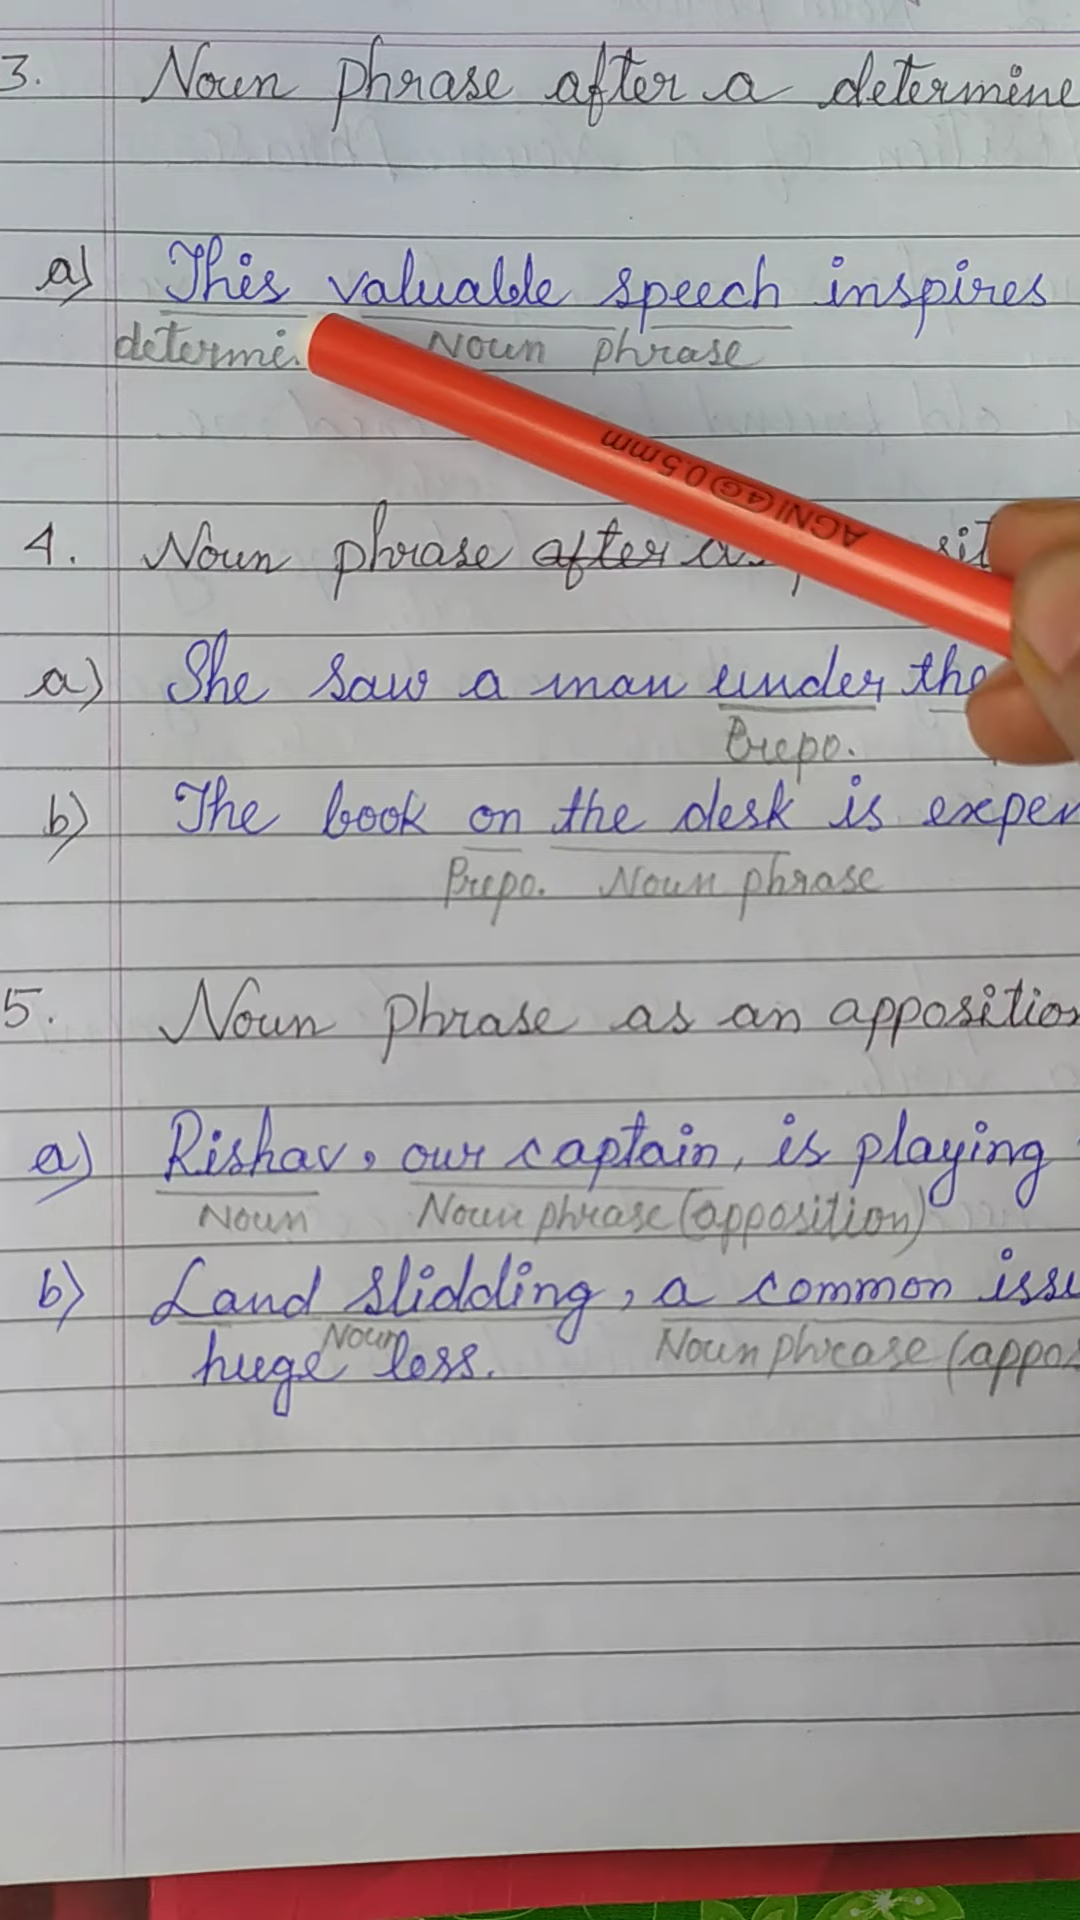 3. Noun phrase after a determine
a) This valuable speech inspires
determi Noun phrase
AGNI 4G 0.5mm
4. Noun phrase after a
a) She saw a man under the
Prepo.
b) The book on the desk is expen
Prepo. Noun phrase
5. Noun phrase as an apposition
a) Rishav, our captain, is playing
Noun Noun phrase (apposition)
b) Land slidding, a common issu
Noun Noun phrase (appos
huge loss.